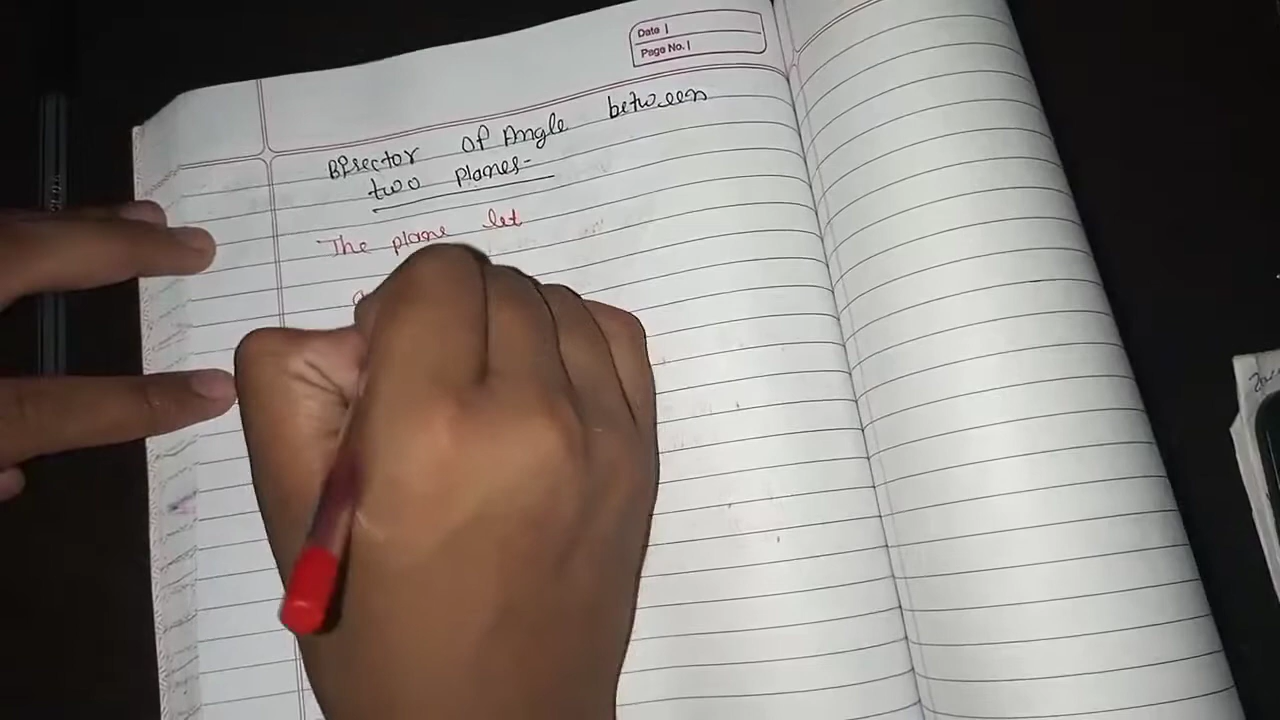 Date
Page No.
Bisector of Angle between
two planes-
The plane let